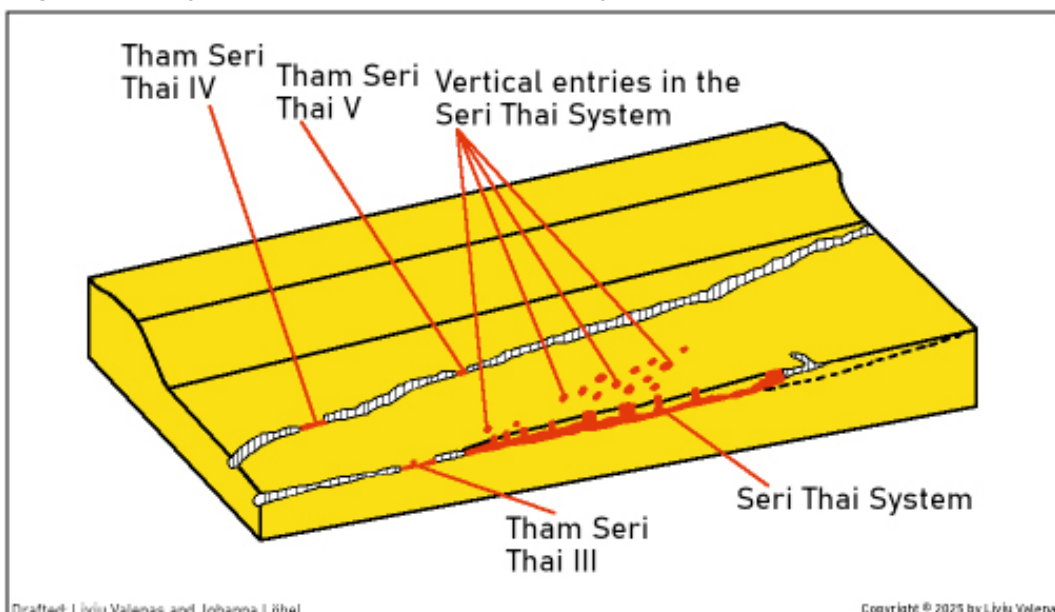 Tham Seri
Thai IV
Tham Seri
Thai V
Vertical entries in the
Seri Thai System
Seri Thai System
Tham Seri
Thai III
Drafted: Liviu Valenas and Johanna Löbel
Copyright © 2025 by Liviu Valenas